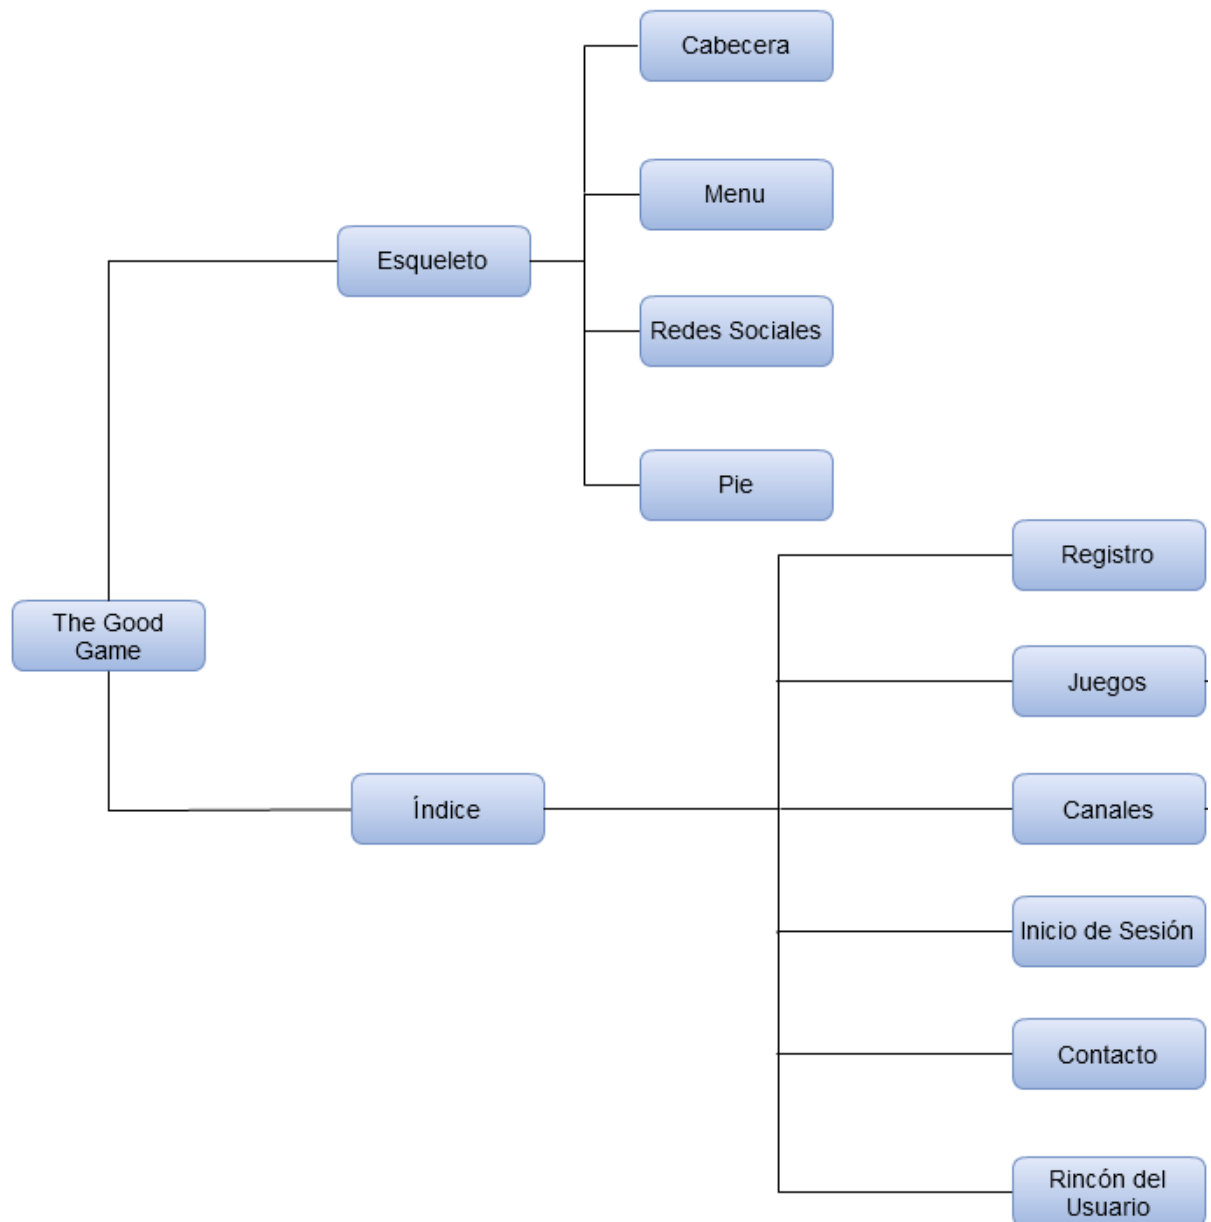 Cabecera
Menu
Esqueleto
Redes Sociales
Pie
Registro
The Good
Game
Juegos
Índice
Canales
Inicio de Sesión
Contacto
Rincón del
Usuario